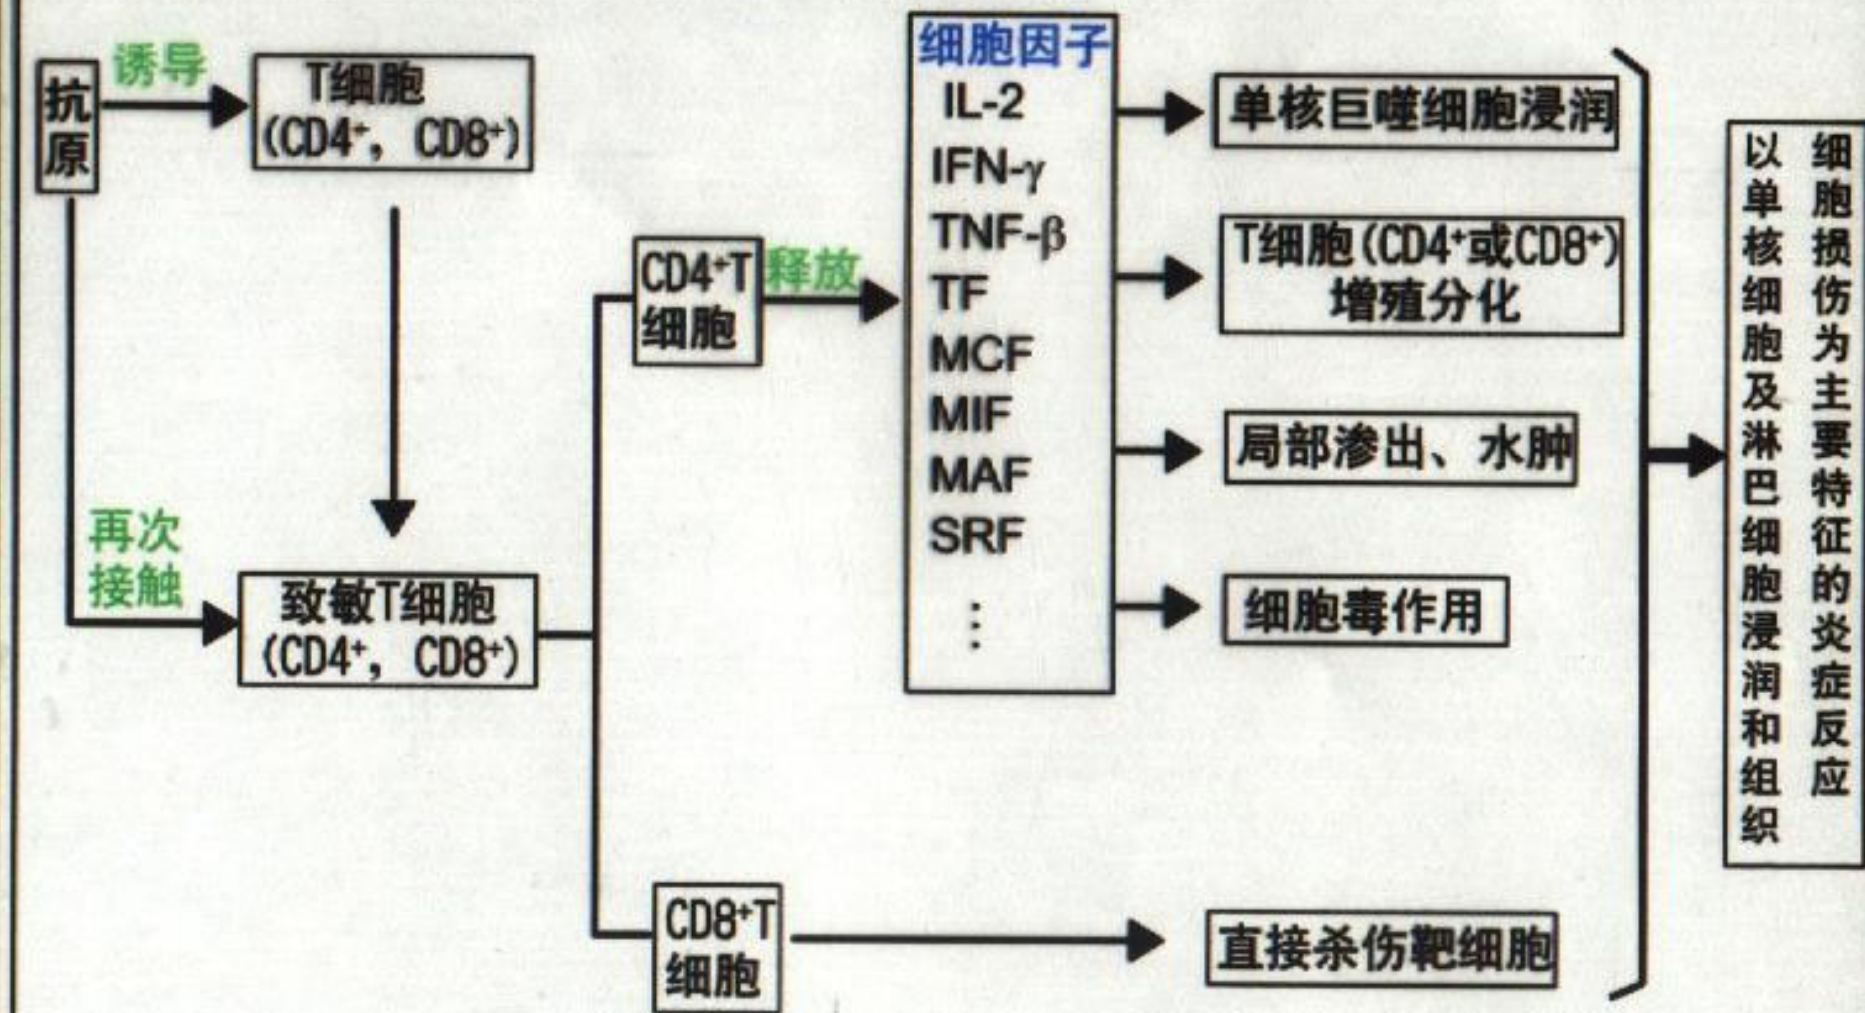 抗原
诱导
T细胞
(CD4⁺，CD8⁺)
再次
接触
致敏T细胞
(CD4⁺，CD8⁺)
CD4⁺T
细胞
释放
细胞因子
IL-2
IFN-γ
TNF-β
TF
MCF
MIF
MAF
SRF
⋮
单核巨噬细胞浸润
T细胞(CD4⁺或CD8⁺)
增殖分化
局部渗出、水肿
细胞毒作用
CD8⁺T
细胞
直接杀伤靶细胞
以单核细胞及淋巴细胞浸润和组织
细胞损伤为主要特征的炎症反应